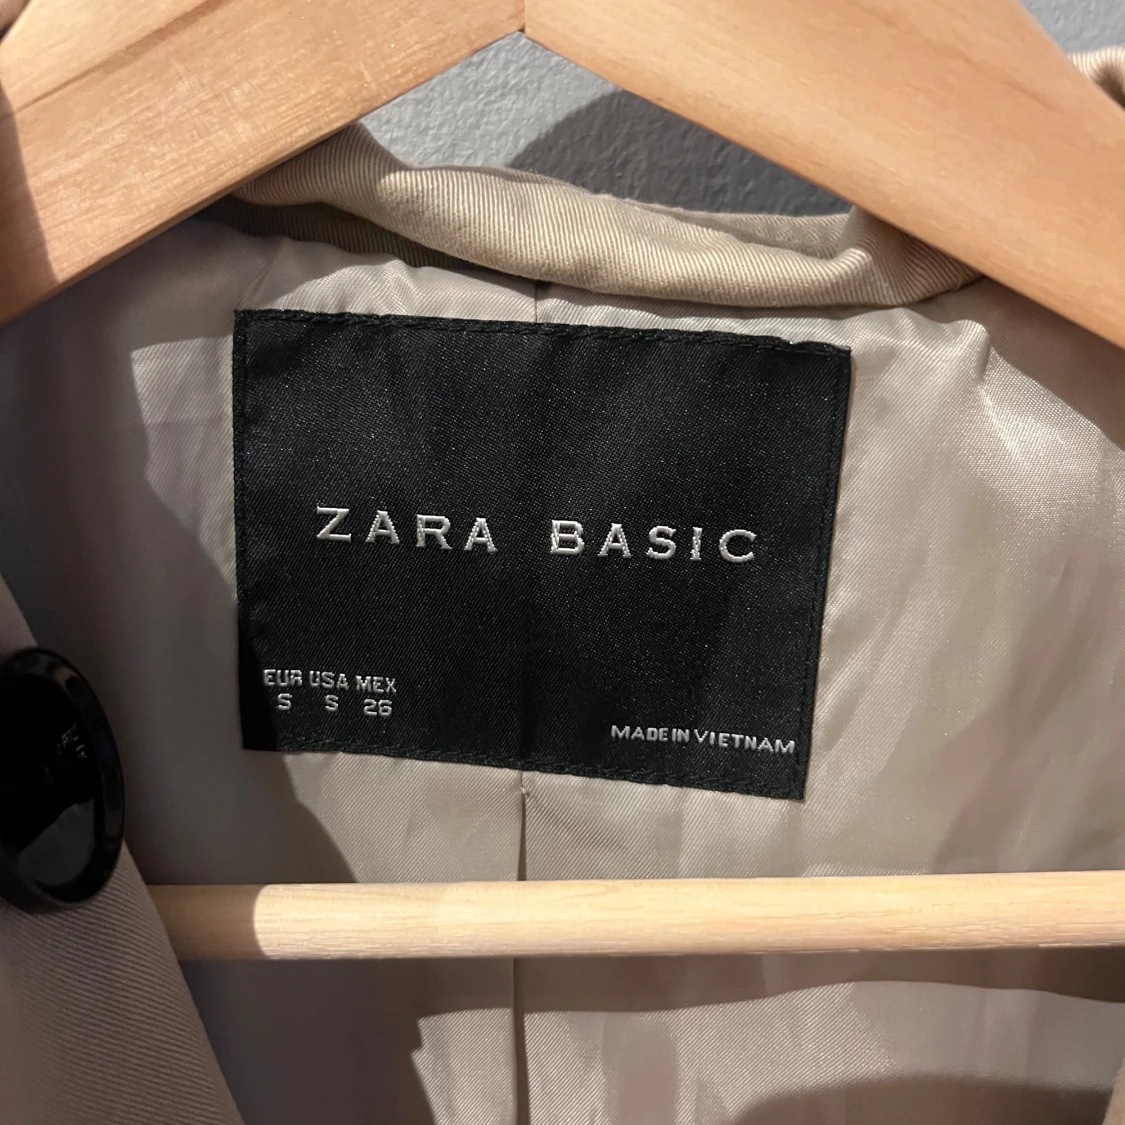 ZARA BASIC
EUR USA MEX
S S 26
MADE IN VIETNAM